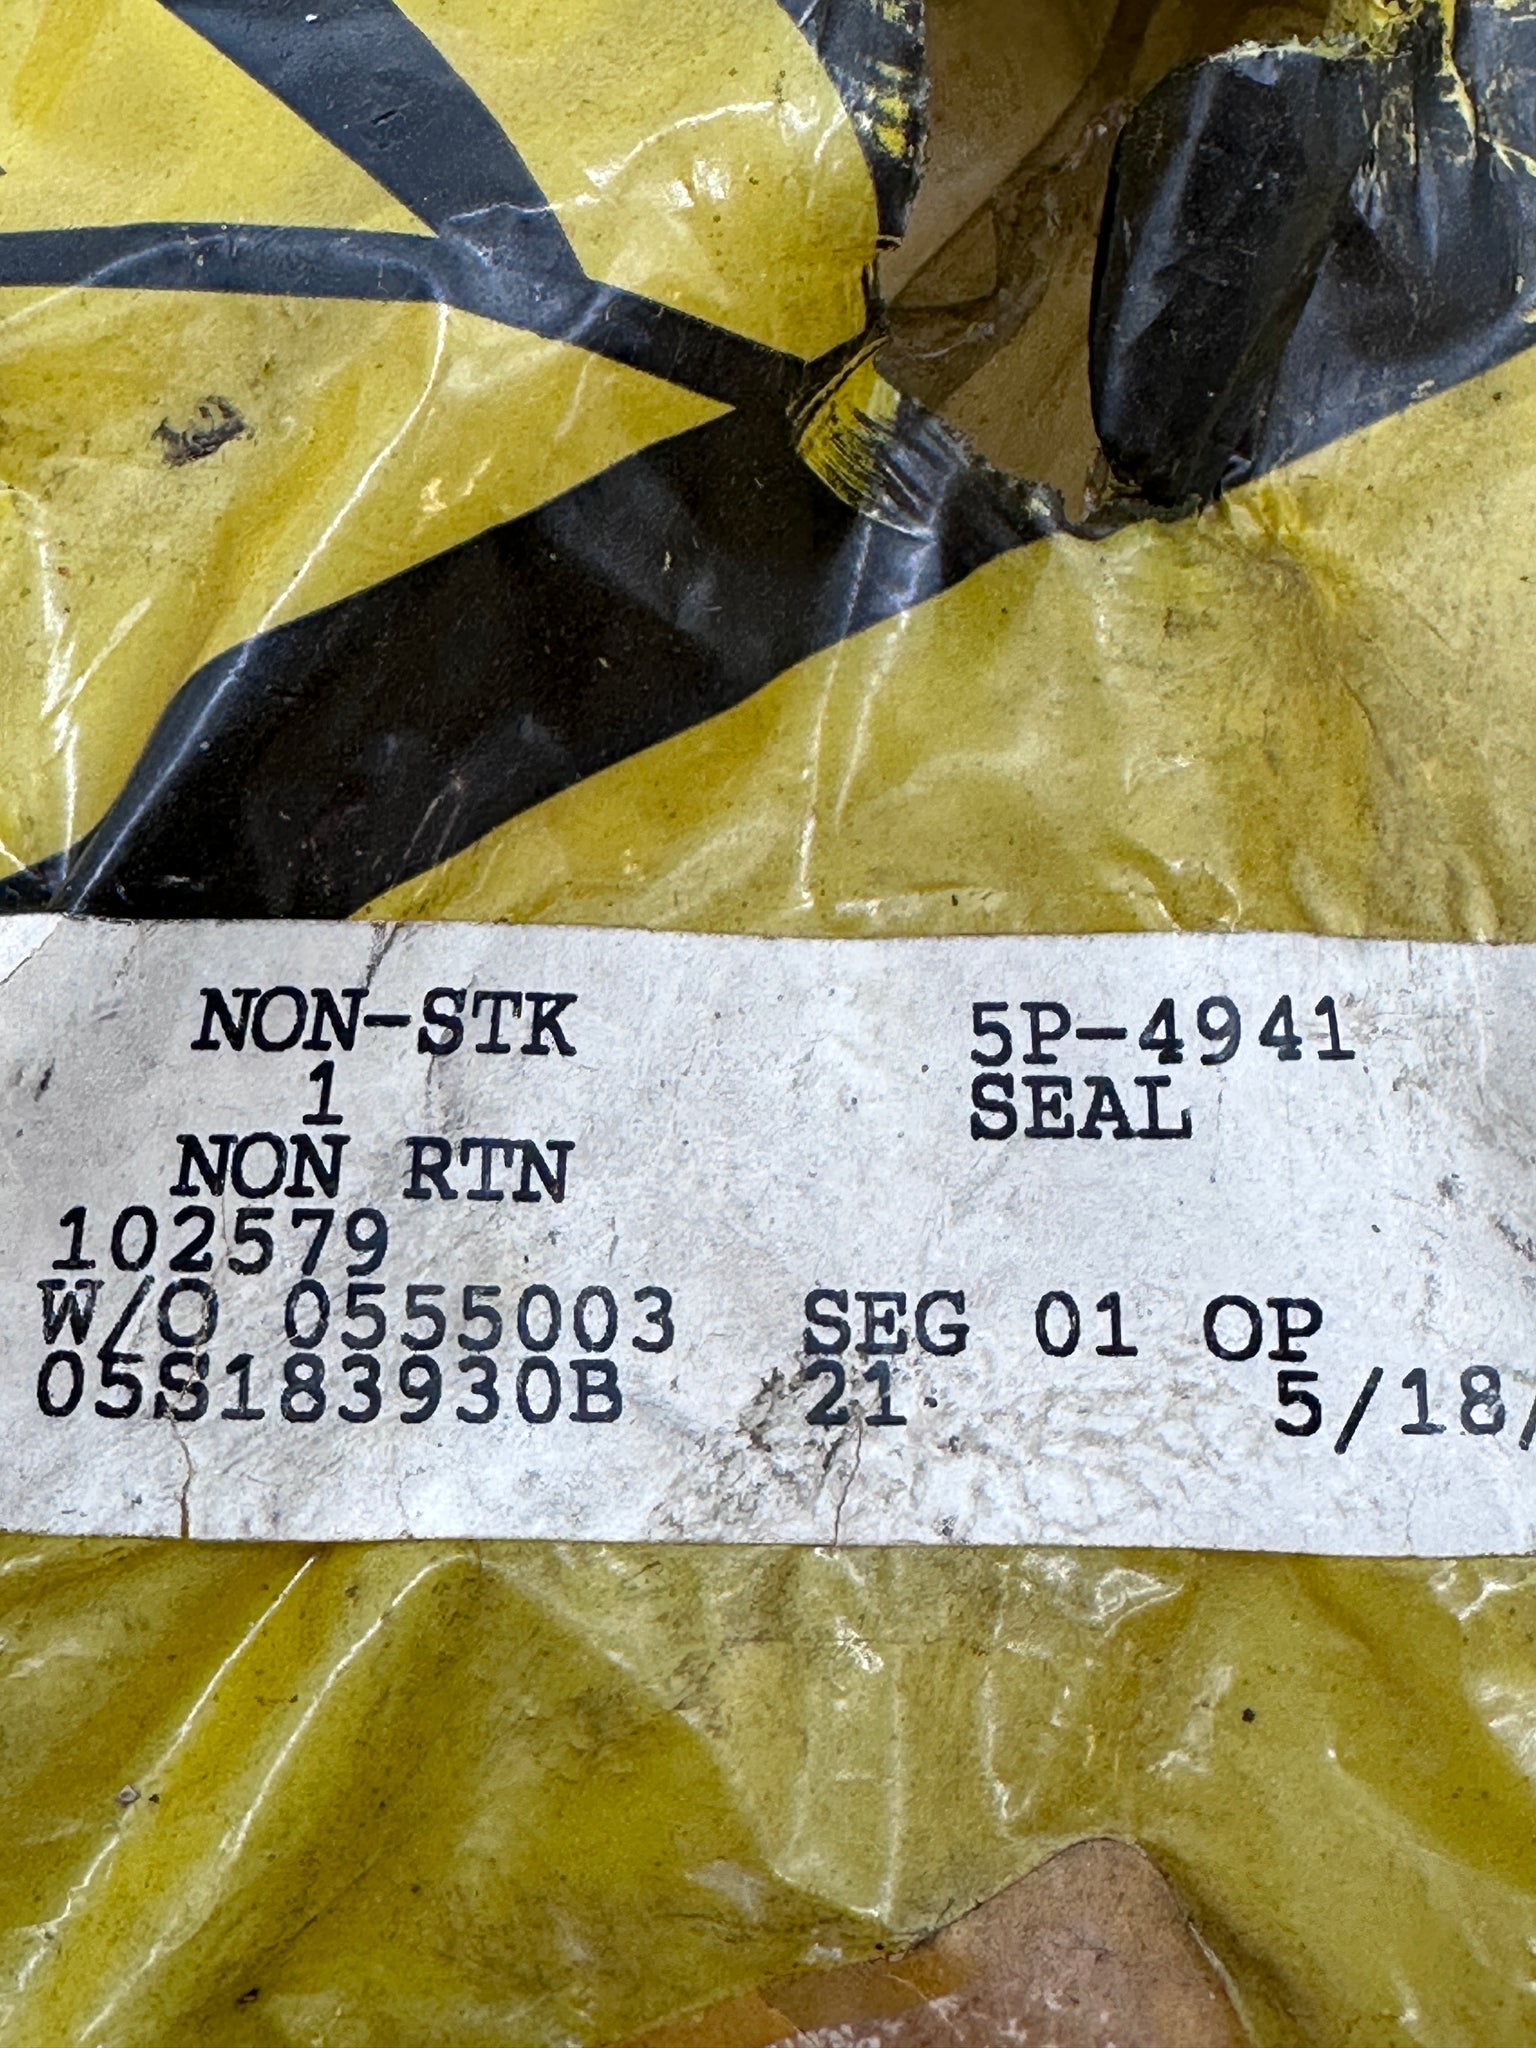 NON-STK 5P-4941
1 SEAL
NON RTN
102579
W/O 0555003 SEG 01 OP
05S183930B 21 5/18/